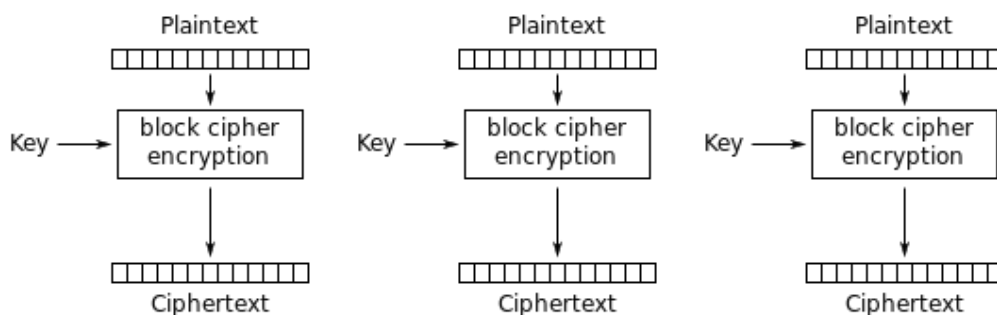 Plaintext
Plaintext
Plaintext
Key
block cipher
encryption
Key
block cipher
encryption
Key
block cipher
encryption
Ciphertext
Ciphertext
Ciphertext